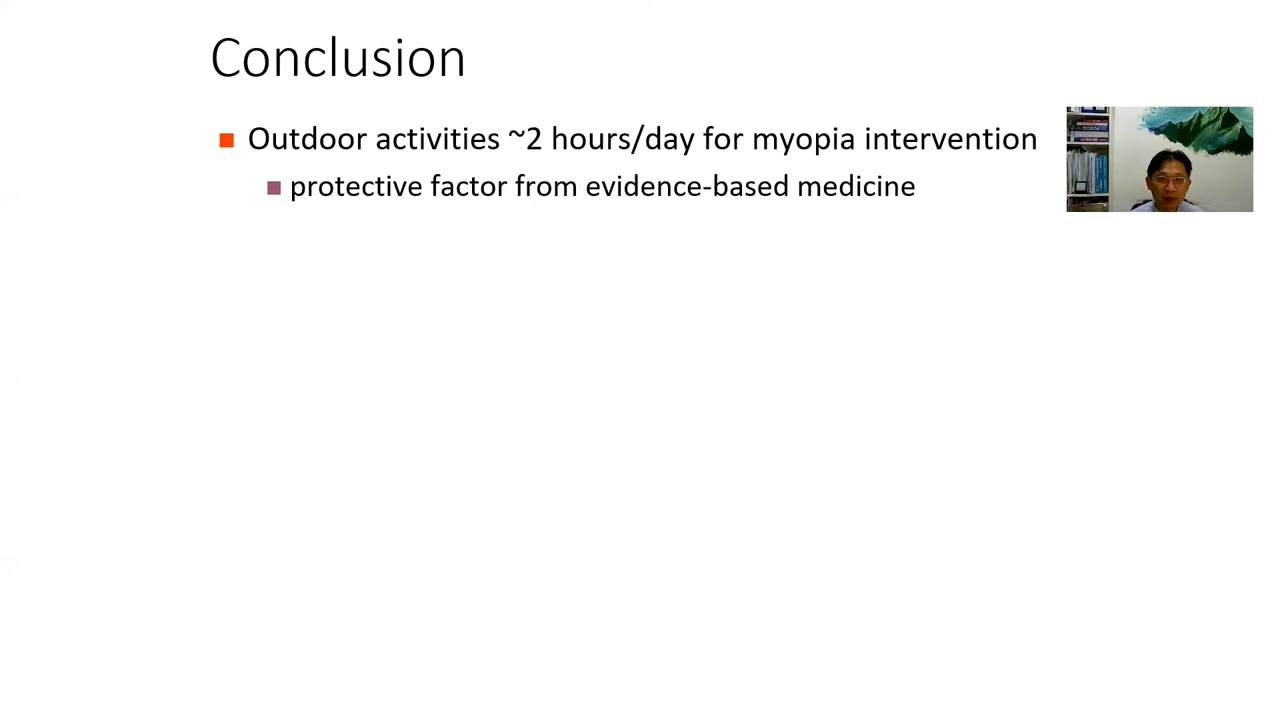 Conclusion
Outdoor activities ~2 hours/day for myopia intervention
protective factor from evidence-based medicine